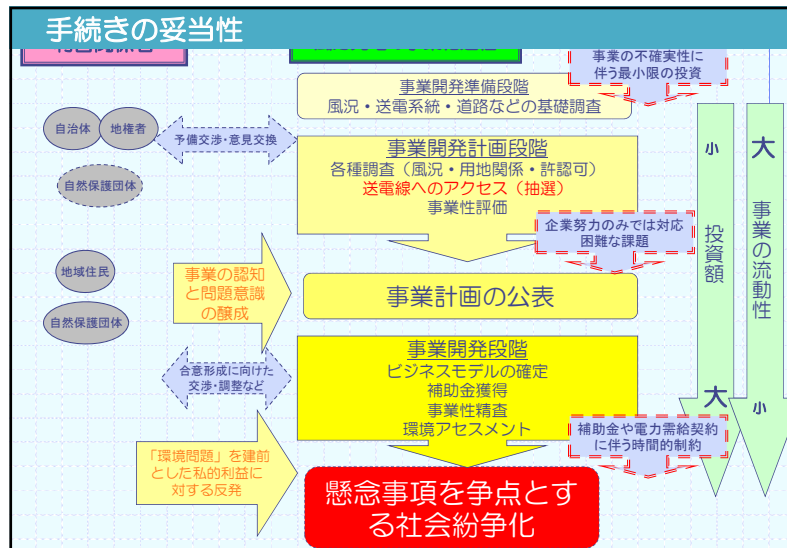 手続きの妥当性
事業の不確実性に
伴う最小限の投資
事業開発準備段階
風況・送電系統・道路などの基礎調査
自治体
地権者
予備交渉・意見交換
事業開発計画段階
各種調査（風況・用地関係・許認可）
送電線へのアクセス（抽選）
事業性評価
自然保護団体
小
大
投資額
事業の流動性
企業努力のみでは対応
困難な課題
地域住民
自然保護団体
事業の認知
と問題意識
の醸成
事業計画の公表
合意形成に向けた
交渉・調整など
事業開発段階
ビジネスモデルの確定
補助金獲得
事業性精査
環境アセスメント
大
小
補助金や電力需給契約
に伴う時間的制約
「環境問題」を建前
とした私的利益に
対する反発
懸念事項を争点とす
る社会紛争化